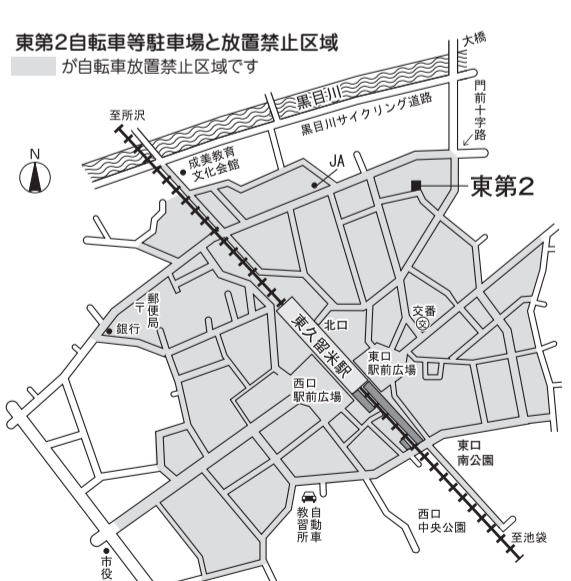 東第2自転車等駐車場と放置禁止区域
が自転車放置禁止区域です
大橋
黒目川
黒目川サイクリング道路
門前十字路
至所沢
成美教育
文化会館
JA
N
東第2
郵便局
〒
銀行
北口
交番
文
東久留米駅
東口
駅前広場
西口
駅前広場
東口
南公園
自動車
教習所
西口
中央公園
至池袋
市役